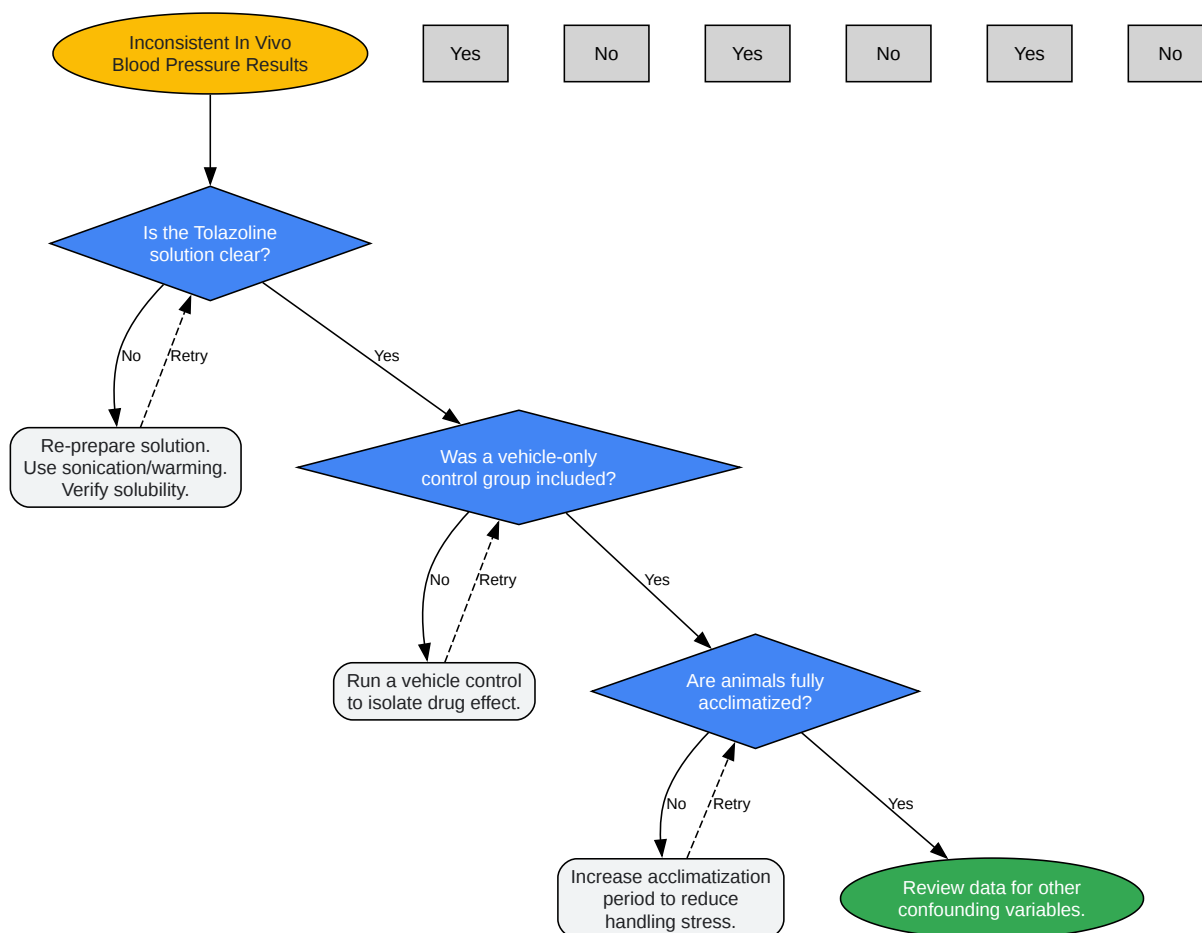 Inconsistent In Vivo
Blood Pressure Results
Yes
No
Yes
No
Yes
No
Is the Tolazoline
solution clear?
No
Retry
Yes
Re-prepare solution.
Use sonication/warming.
Verify solubility.
Was a vehicle-only
control group included?
No
Retry
Yes
Run a vehicle control
to isolate drug effect.
Are animals fully
acclimatized?
No
Retry
Yes
Increase acclimatization
period to reduce
handling stress.
Review data for other
confounding variables.